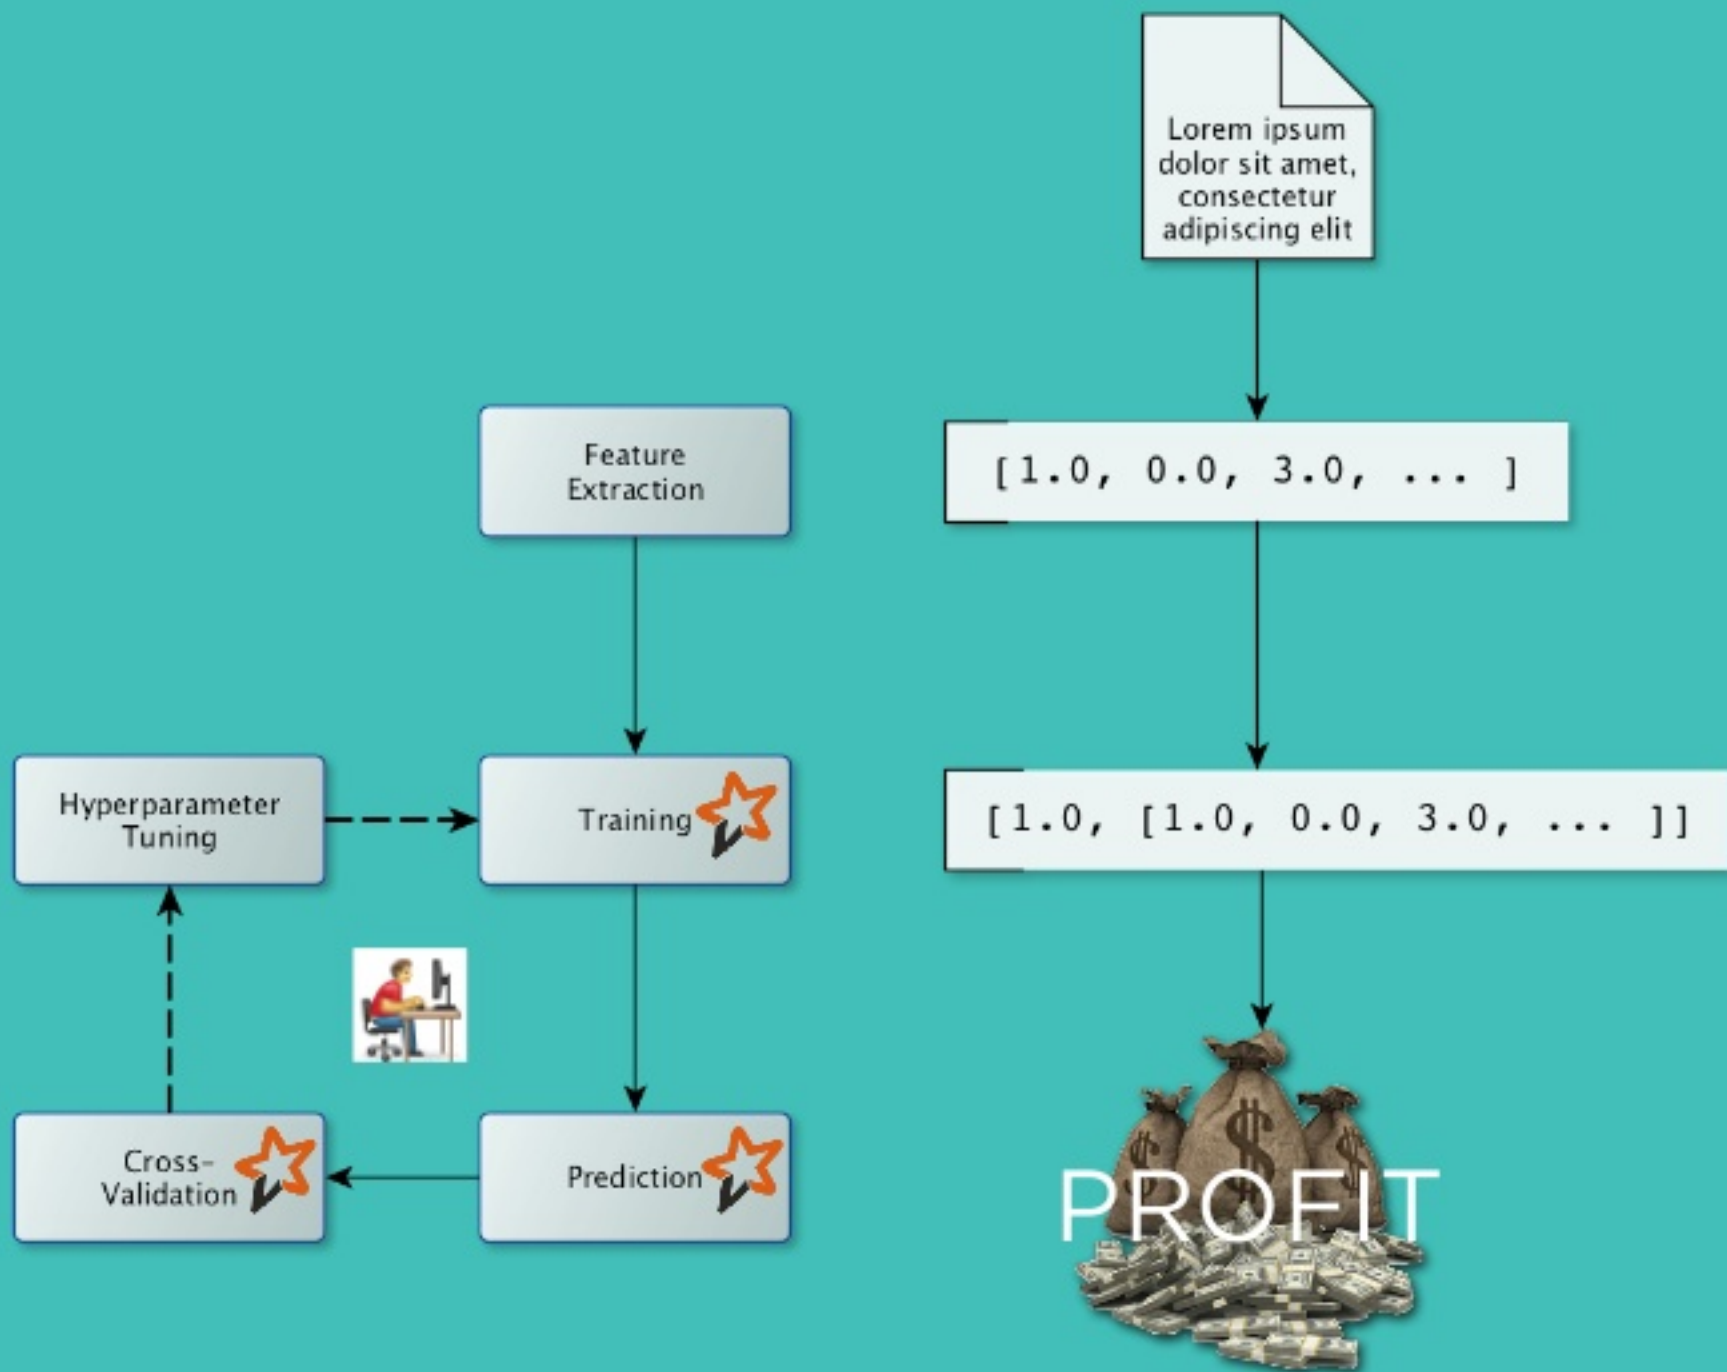 Lorem ipsum
dolor sit amet,
consectetur
adipiscing elit
Feature
Extraction
[1.0, 0.0, 3.0, ... ]
Hyperparameter
Tuning
Training
[1.0, [1.0, 0.0, 3.0, ... ]]
Cross-
Validation
Prediction
$ $ $
PROFIT